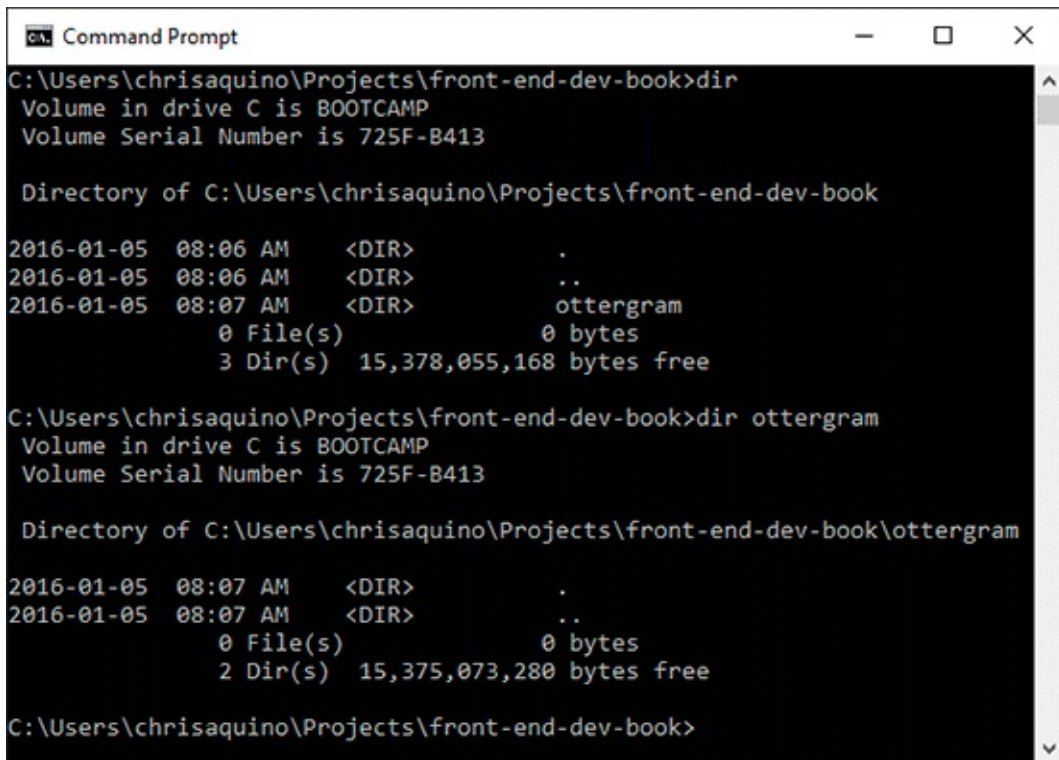 Command Prompt
C:\Users\chrisaquino\Projects\front-end-dev-book>dir
 Volume in drive C is BOOTCAMP
 Volume Serial Number is 725F-B413

 Directory of C:\Users\chrisaquino\Projects\front-end-dev-book

2016-01-05  08:06 AM    <DIR>          .
2016-01-05  08:06 AM    <DIR>          ..
2016-01-05  08:07 AM    <DIR>          ottergram
               0 File(s)              0 bytes
               3 Dir(s)  15,378,055,168 bytes free

C:\Users\chrisaquino\Projects\front-end-dev-book>dir ottergram
 Volume in drive C is BOOTCAMP
 Volume Serial Number is 725F-B413

 Directory of C:\Users\chrisaquino\Projects\front-end-dev-book\ottergram

2016-01-05  08:07 AM    <DIR>          .
2016-01-05  08:07 AM    <DIR>          ..
               0 File(s)              0 bytes
               2 Dir(s)  15,375,073,280 bytes free

C:\Users\chrisaquino\Projects\front-end-dev-book>